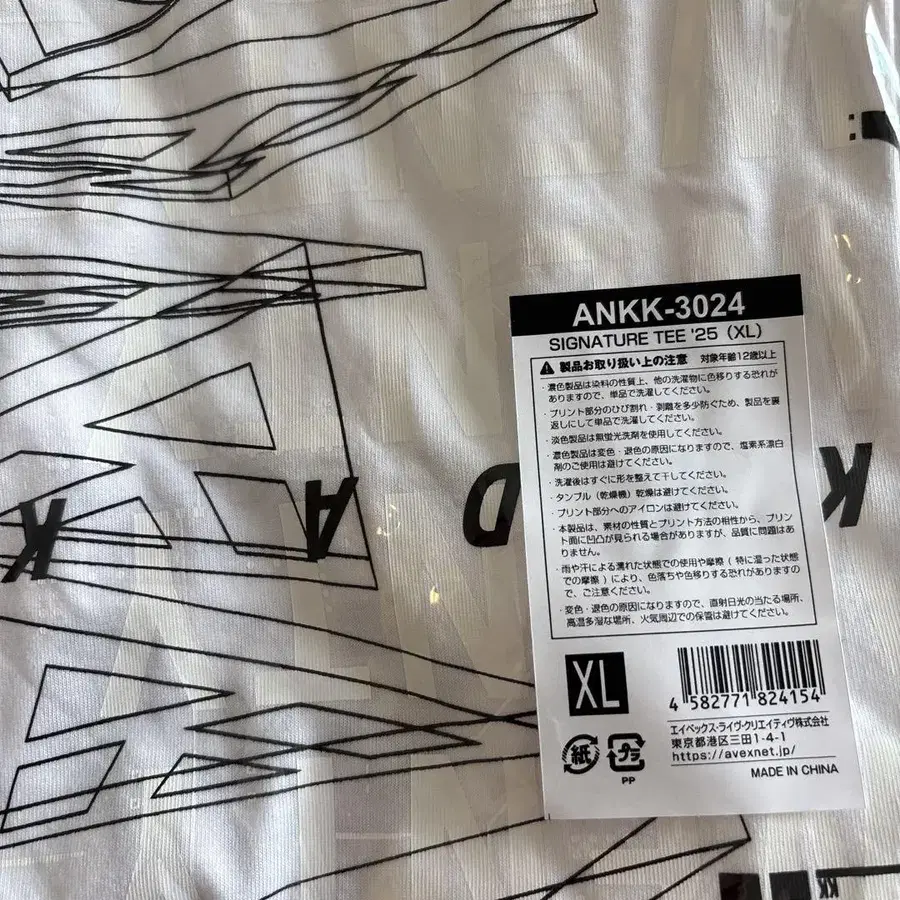 ANKK-3024
SIGNATURE TEE '25 (XL)
製品お取り扱い上の注意 対象年齢12歳以上
・濃色製品は染料の性質上、他の洗濯物に色移りする恐れが
ありますので、単品で洗濯してください。
・プリント部分のひび割れ・剥離を多少防ぐため、製品を裏
返しにして単品で洗濯してください。
・淡色製品は無蛍光洗剤を使用してください。
・濃色製品は変色・退色の原因になりますので、塩素系漂白
剤のご使用は避けてください。
・洗濯後はすぐに形を整えて干してください。
・タンブル（乾燥機）乾燥は避けてください。
・プリント部分へのアイロンは避けてください。
・本製品は、素材の性質とプリント方法の相性から、プリン
ト面に凹凸が見られる場合がありますが、品質に問題はあ
りません。
・雨や汗による濡れた状態での使用や摩擦（特に湿った状態
での摩擦）により、色落ちや色移りする恐れがありますの
で、ご注意ください。
・変色・退色の原因になりますので、直射日光の当たる場所、
高温多湿な場所、火気周辺での保管は避けてください。
K A D K
XL
4 582771 824154
エイベックス・ライヴ・クリエイティヴ株式会社
東京都港区三田1-4-1
https://avexnet.jp/
紙 プラ
PP
MADE IN CHINA
KK